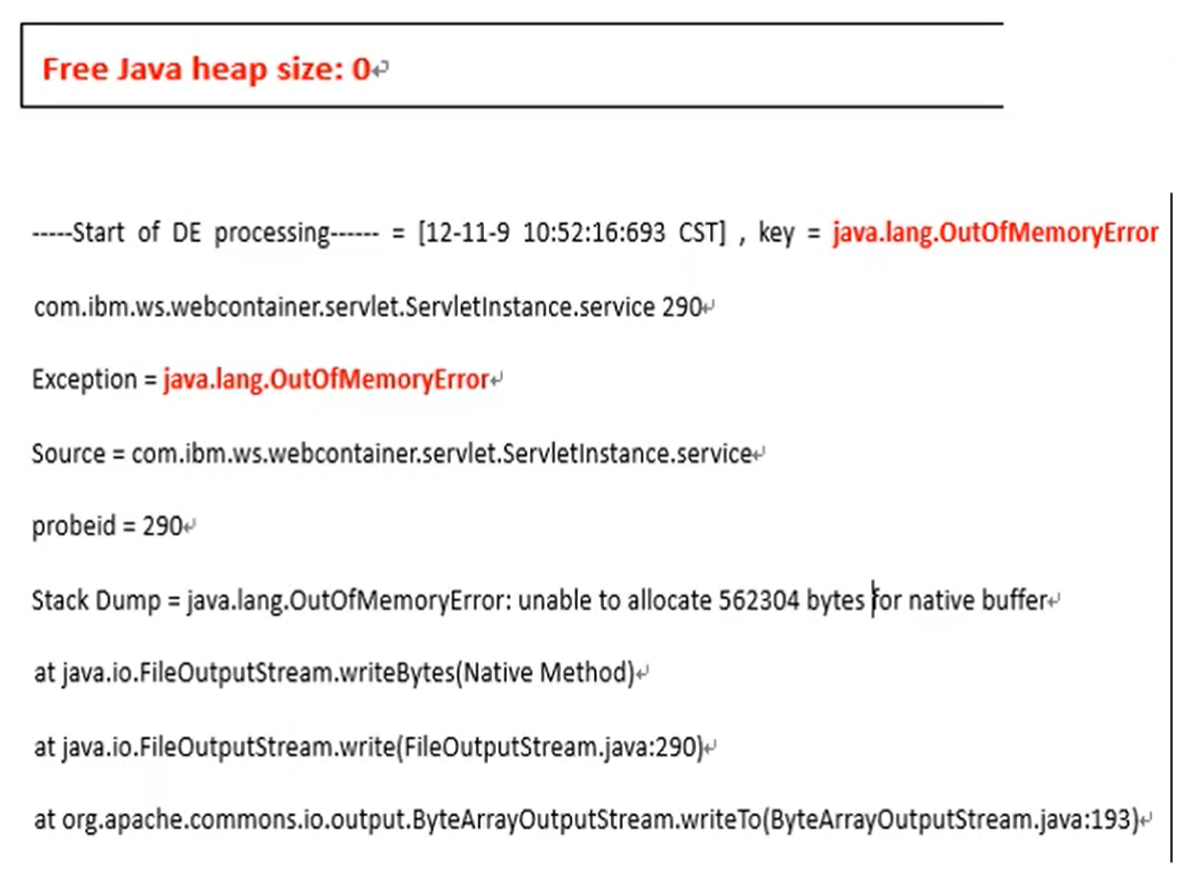 Free Java heap size: 0
-----Start of DE processing------ = [12-11-9 10:52:16:693 CST] , key = java.lang.OutOfMemoryError
com.ibm.ws.webcontainer.servlet.ServletInstance.service 290
Exception = java.lang.OutOfMemoryError
Source = com.ibm.ws.webcontainer.servlet.ServletInstance.service
probeid = 290
Stack Dump = java.lang.OutOfMemoryError: unable to allocate 562304 bytes for native buffer
at java.io.FileOutputStream.writeBytes(Native Method)
at java.io.FileOutputStream.write(FileOutputStream.java:290)
at org.apache.commons.io.output.ByteArrayOutputStream.writeTo(ByteArrayOutputStream.java:193)